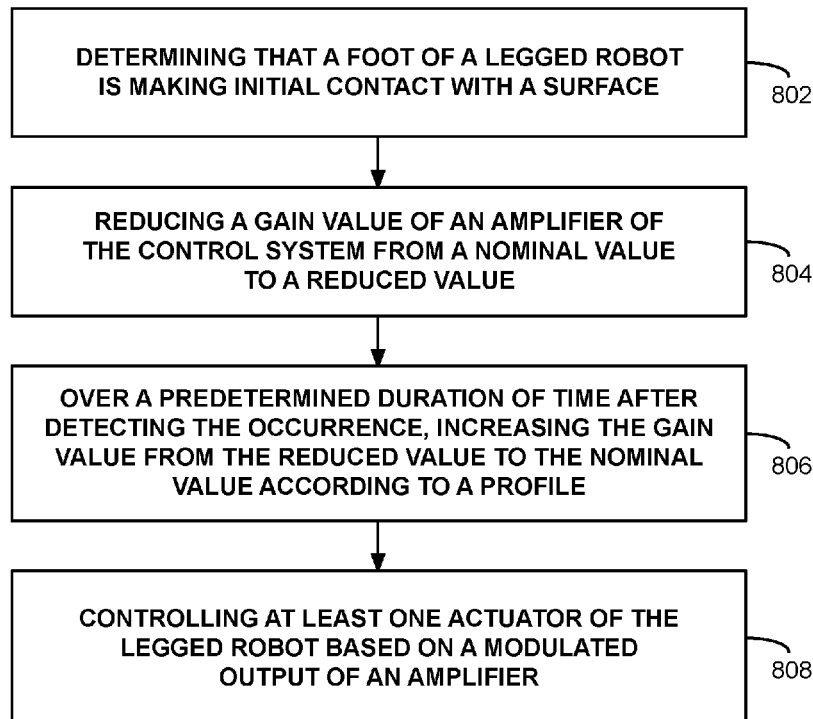 DETERMINING THAT A FOOT OF A LEGGED ROBOT
IS MAKING INITIAL CONTACT WITH A SURFACE
802
REDUCING A GAIN VALUE OF AN AMPLIFIER OF
THE CONTROL SYSTEM FROM A NOMINAL VALUE
TO A REDUCED VALUE
804
OVER A PREDETERMINED DURATION OF TIME AFTER
DETECTING THE OCCURRENCE, INCREASING THE GAIN
VALUE FROM THE REDUCED VALUE TO THE NOMINAL
VALUE ACCORDING TO A PROFILE
806
CONTROLLING AT LEAST ONE ACTUATOR OF THE
LEGGED ROBOT BASED ON A MODULATED
OUTPUT OF AN AMPLIFIER
808